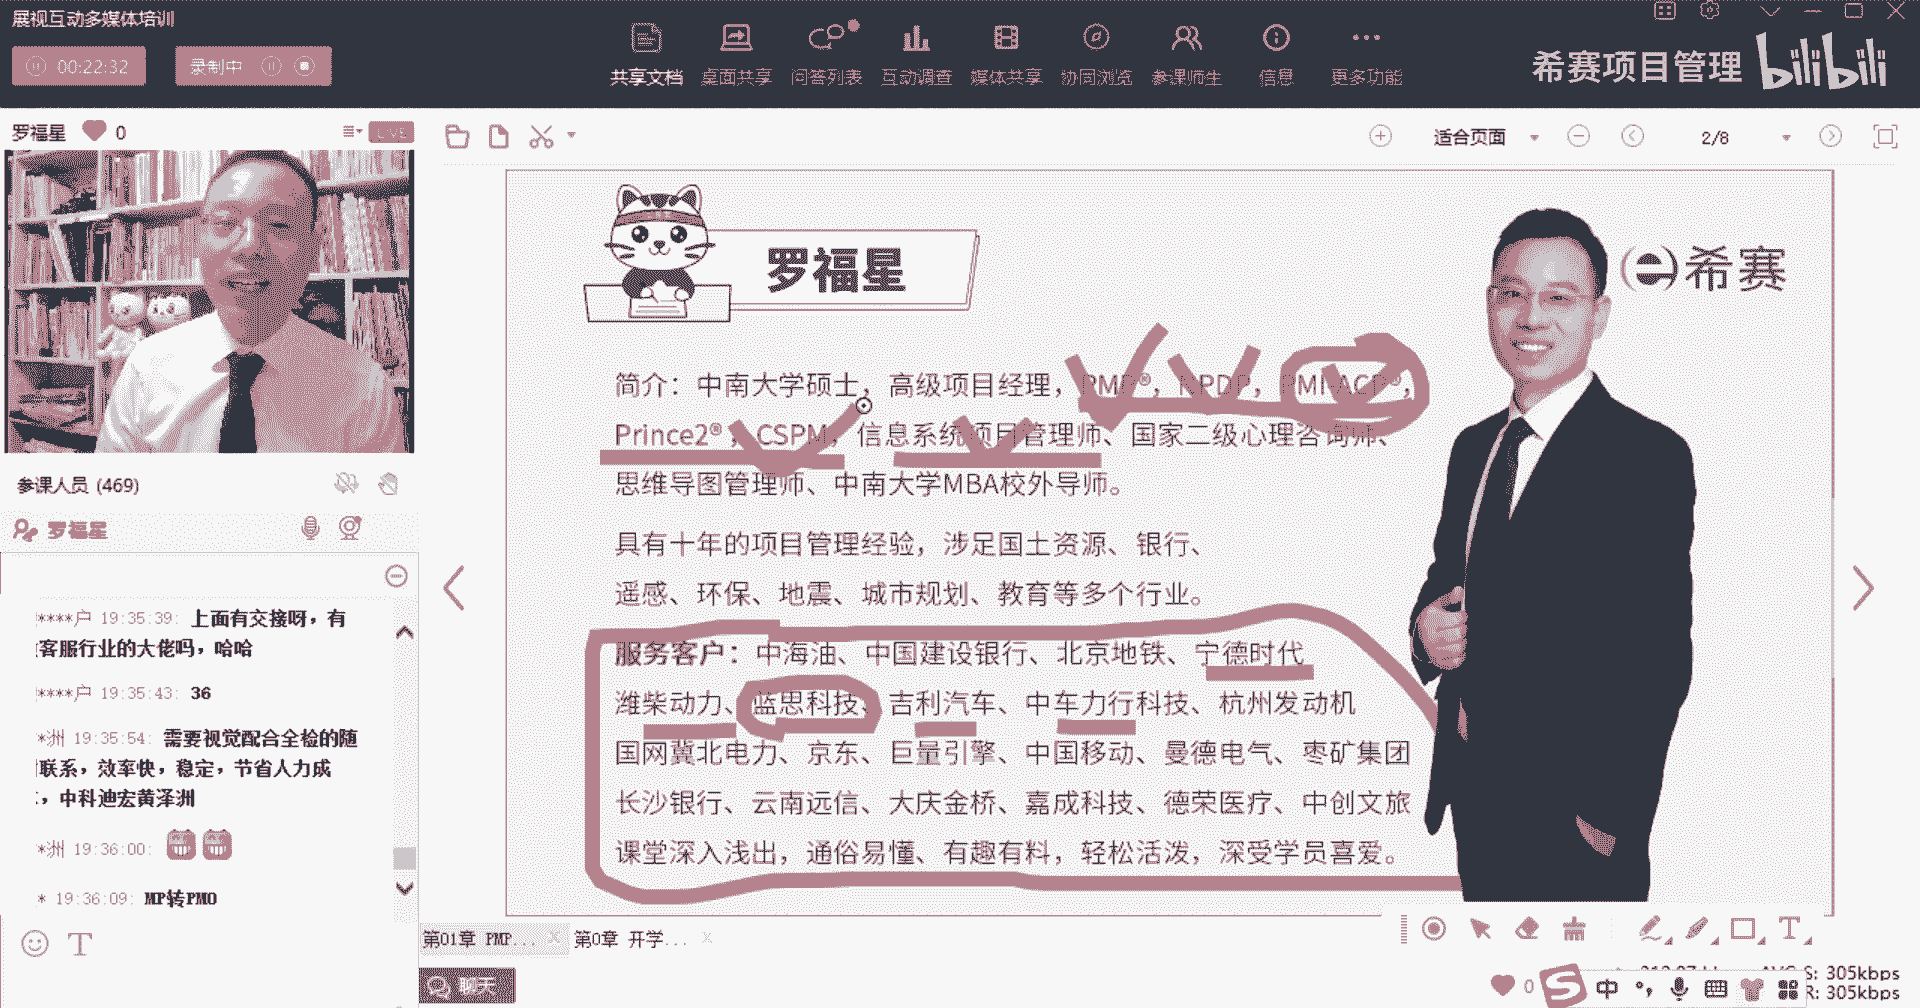 展视互动多媒体培训
00:22:32
录制中
共享文档
桌面共享
问答列表
互动调查
媒体共享
协同浏览
参课师生
信息
更多功能
希赛项目管理
bilibili
罗福星
0
LIVE
适合页面
2/8
罗福星
希赛
简介：中南大学硕士，高级项目经理，PMP®，NPDP，PMI-ACP®，
Prince2®，CSPM，信息系统项目管理师、国家二级心理咨询师、
思维导图管理师、中南大学MBA校外导师。
具有十年的项目管理经验，涉足国土资源、银行、
遥感、环保、地震、城市规划、教育等多个行业。
服务客户：中海油、中国建设银行、北京地铁、宁德时代
潍柴动力、蓝思科技、吉利汽车、中车力行科技、杭州发动机
国网冀北电力、京东、巨量引擎、中国移动、曼德电气、枣矿集团
长沙银行、云南远信、大庆金桥、嘉成科技、德荣医疗、中创文旅
课堂深入浅出，通俗易懂、有趣有料，轻松活泼，深受学员喜爱。
参课人员 (469)
罗福星
****户 19:35:39: 上面有交接呀，有
客服行业的大佬吗，哈哈
****户 19:35:43: 36
*洲 19:35:54: 需要视觉配合全检的随
联系，效率快，稳定，节省人力成
，中科迪宏黄泽洲
*洲 19:36:00:
* 19:36:09: MP转PMO
第01章 PMP...
第0章 开学...
聊天
0
中
S: 305kbps
R: 305kbps